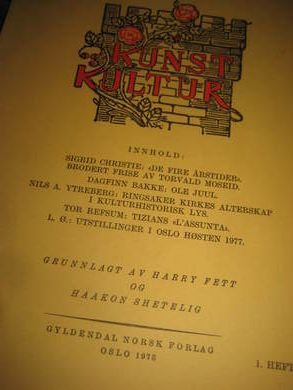 KUNST
OG
KULTUR
INNHOLD:
SIGRID CHRISTIE: «DE FIRE ÅRSTIDER».
BRODERT FRISE AV TORVALD MOSEID.
DAGFINN BAKKE: OLE JUUL.
NILS A. YTREBERG: RINGSAKER KIRKES ALTERSKAP
I KULTURHISTORISK LYS.
TOR REFSUM: TIZIANS «L'ASSUNTA».
L. Ø.: UTSTILLINGER I OSLO HØSTEN 1977.
GRUNNLAGT AV HARRY FETT
OG
HAAKON SHETELIG
GYLDENDAL NORSK FORLAG
OSLO 1978
1. HEFT